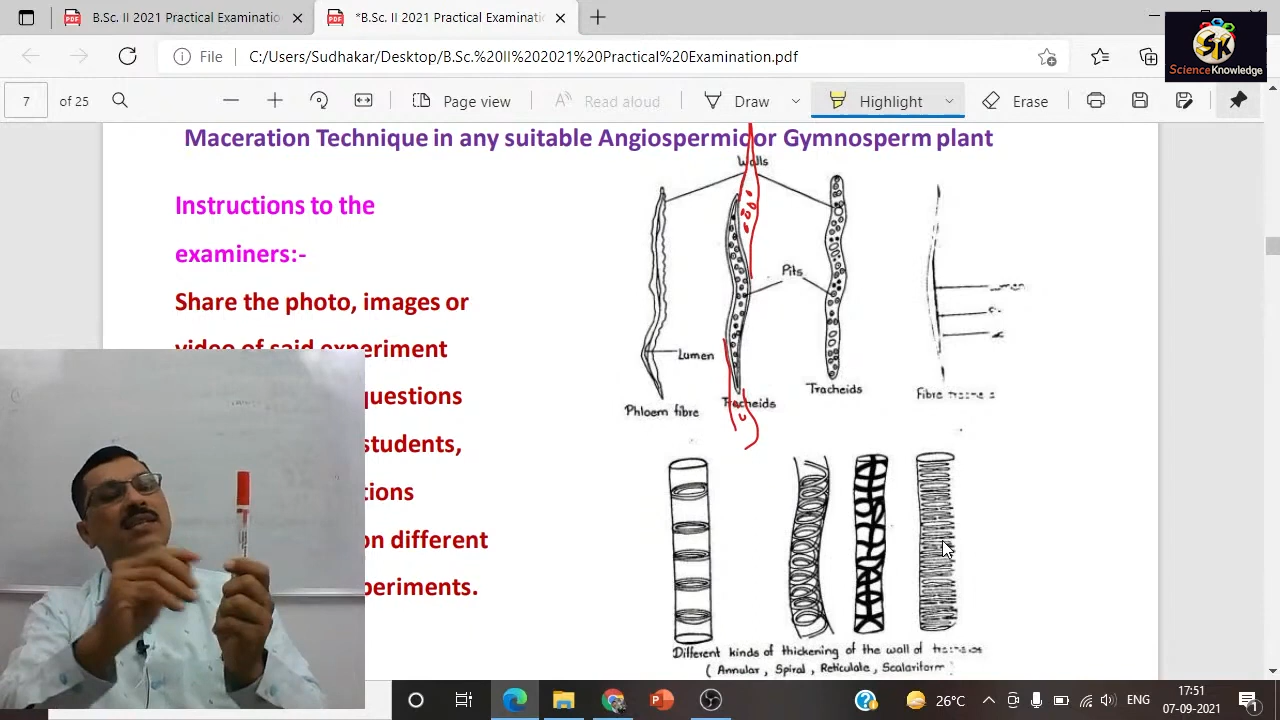 B.Sc. II 2021 Practical Examinatio
*B.Sc. II 2021 Practical Examinatio
SK
Science Knowledge
File
C:/Users/Sudhakar/Desktop/B.Sc.%20II%202021%20Practical%20Examination.pdf
7 of 25
Page view
Read aloud
Draw
Highlight
Erase
Maceration Technique in any suitable Angiospermic or Gymnosperm plant
Instructions to the
examiners:-
Share the photo, images or
video of said experiment
questions
students,
on different
Walls
Pits
Lumen
Phloem fibre
Tracheids
Tracheids
Fibre
Different kinds of thickening of the wall of
( Annular, Spiral, Reticulate, Scalariform )
26°C
ENG
17:51
07-09-2021
1